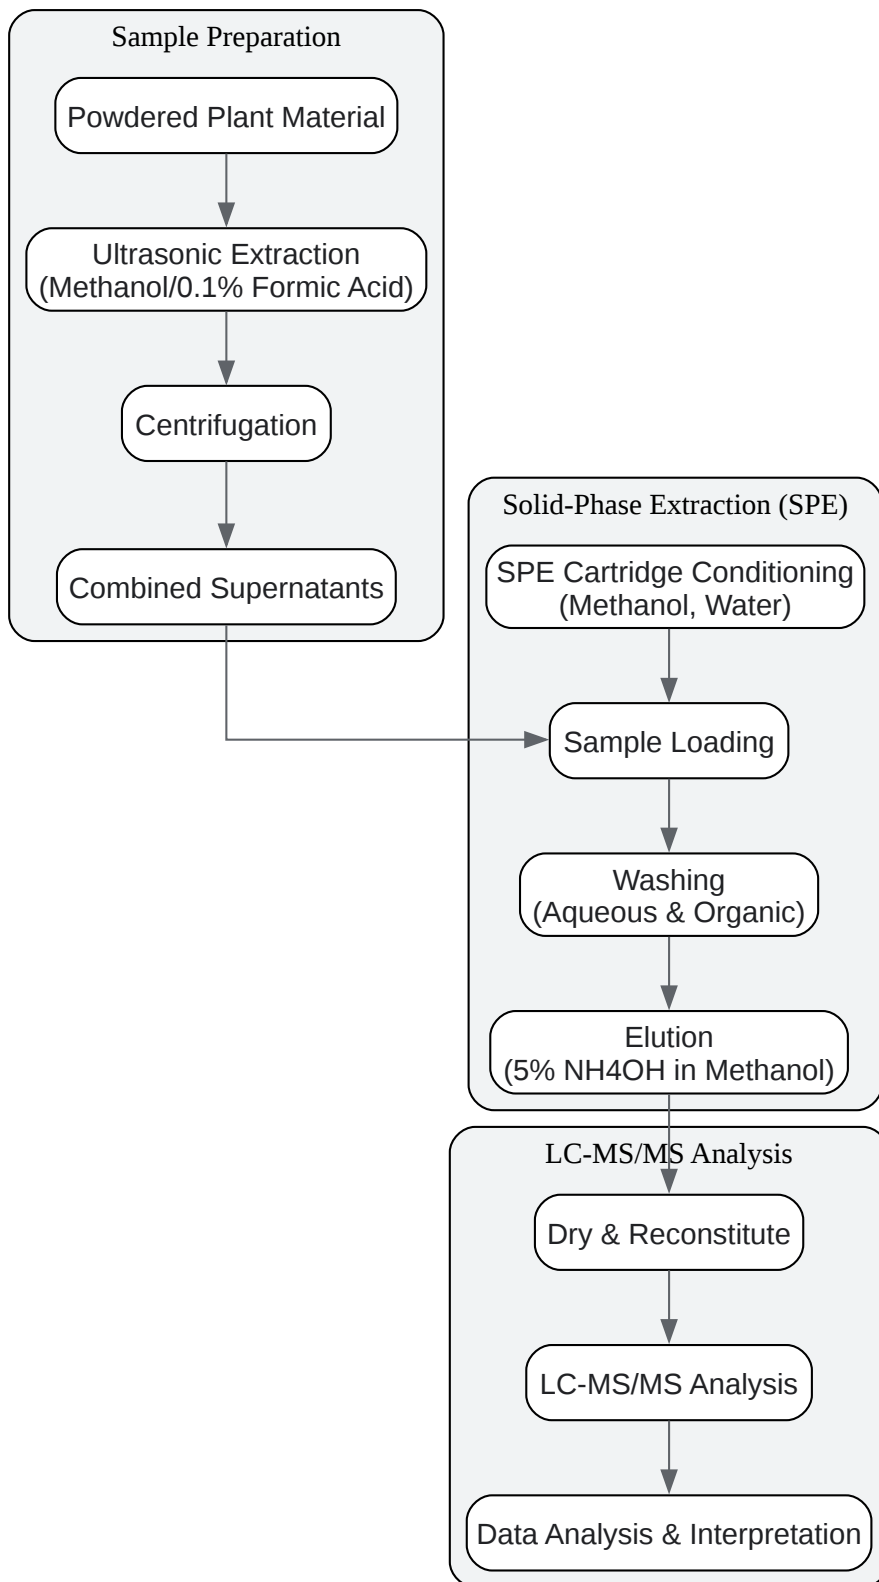 Sample Preparation
Powdered Plant Material
Ultrasonic Extraction
(Methanol/0.1% Formic Acid)
Centrifugation
Combined Supernatants
Solid-Phase Extraction (SPE)
SPE Cartridge Conditioning
(Methanol, Water)
Sample Loading
Washing
(Aqueous & Organic)
Elution
(5% NH4OH in Methanol)
LC-MS/MS Analysis
Dry & Reconstitute
LC-MS/MS Analysis
Data Analysis & Interpretation